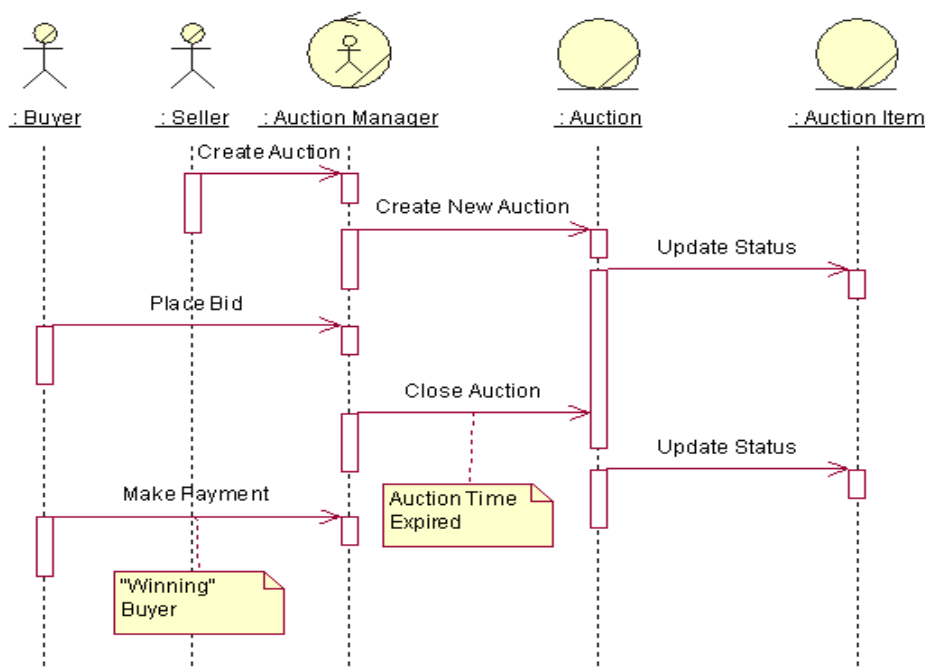 : Buyer
: Seller
: Auction Manager
: Auction
: Auction Item
Create Auction
Create New Auction
Update Status
Place Bid
Close Auction
Update Status
Make Payment
Auction Time
Expired
"Winning"
Buyer